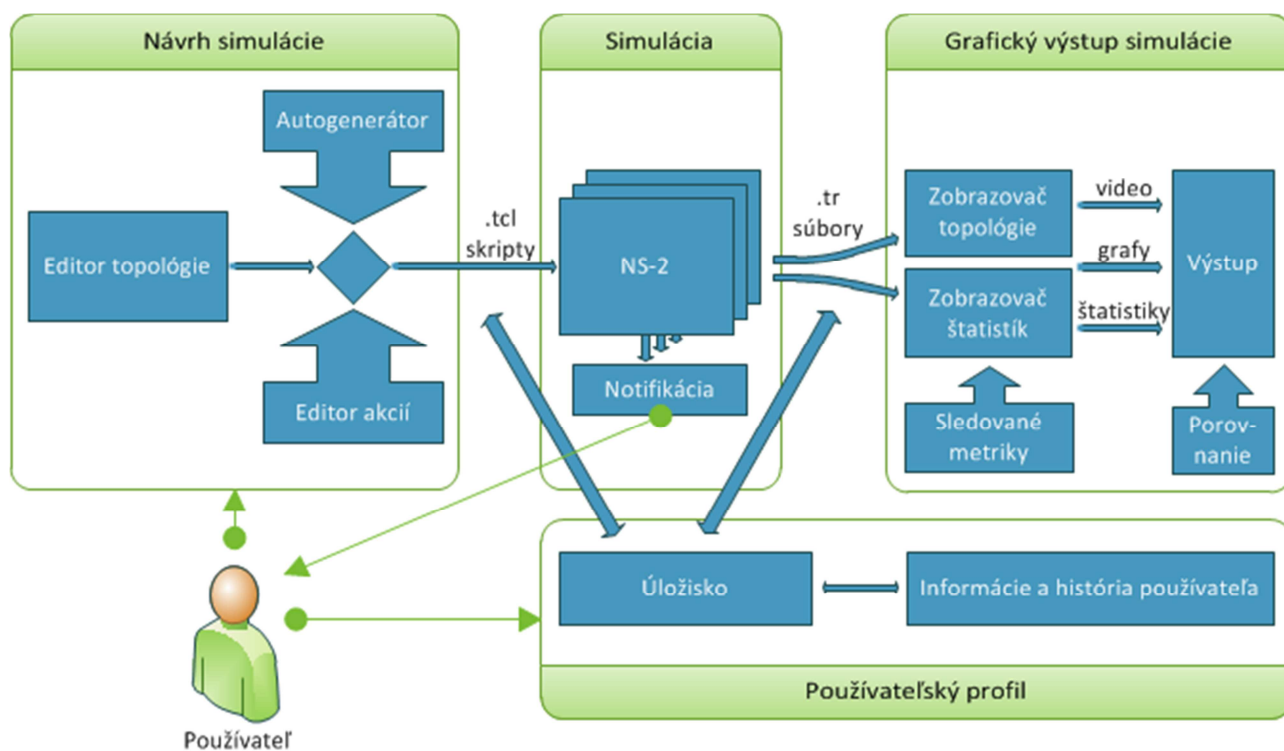 Návrh simulácie
Autogenerátor
Editor topológie
Editor akcií
.tcl
skripty
Simulácia
NS-2
Notifikácia
.tr
súbory
Grafický výstup simulácie
Zobrazovač
topológie
Zobrazovač
štatistík
Sledované
metriky
video
grafy
štatistiky
Výstup
Porov-
nanie
Používateľ
Úložisko
Informácie a história používateľa
Používateľský profil